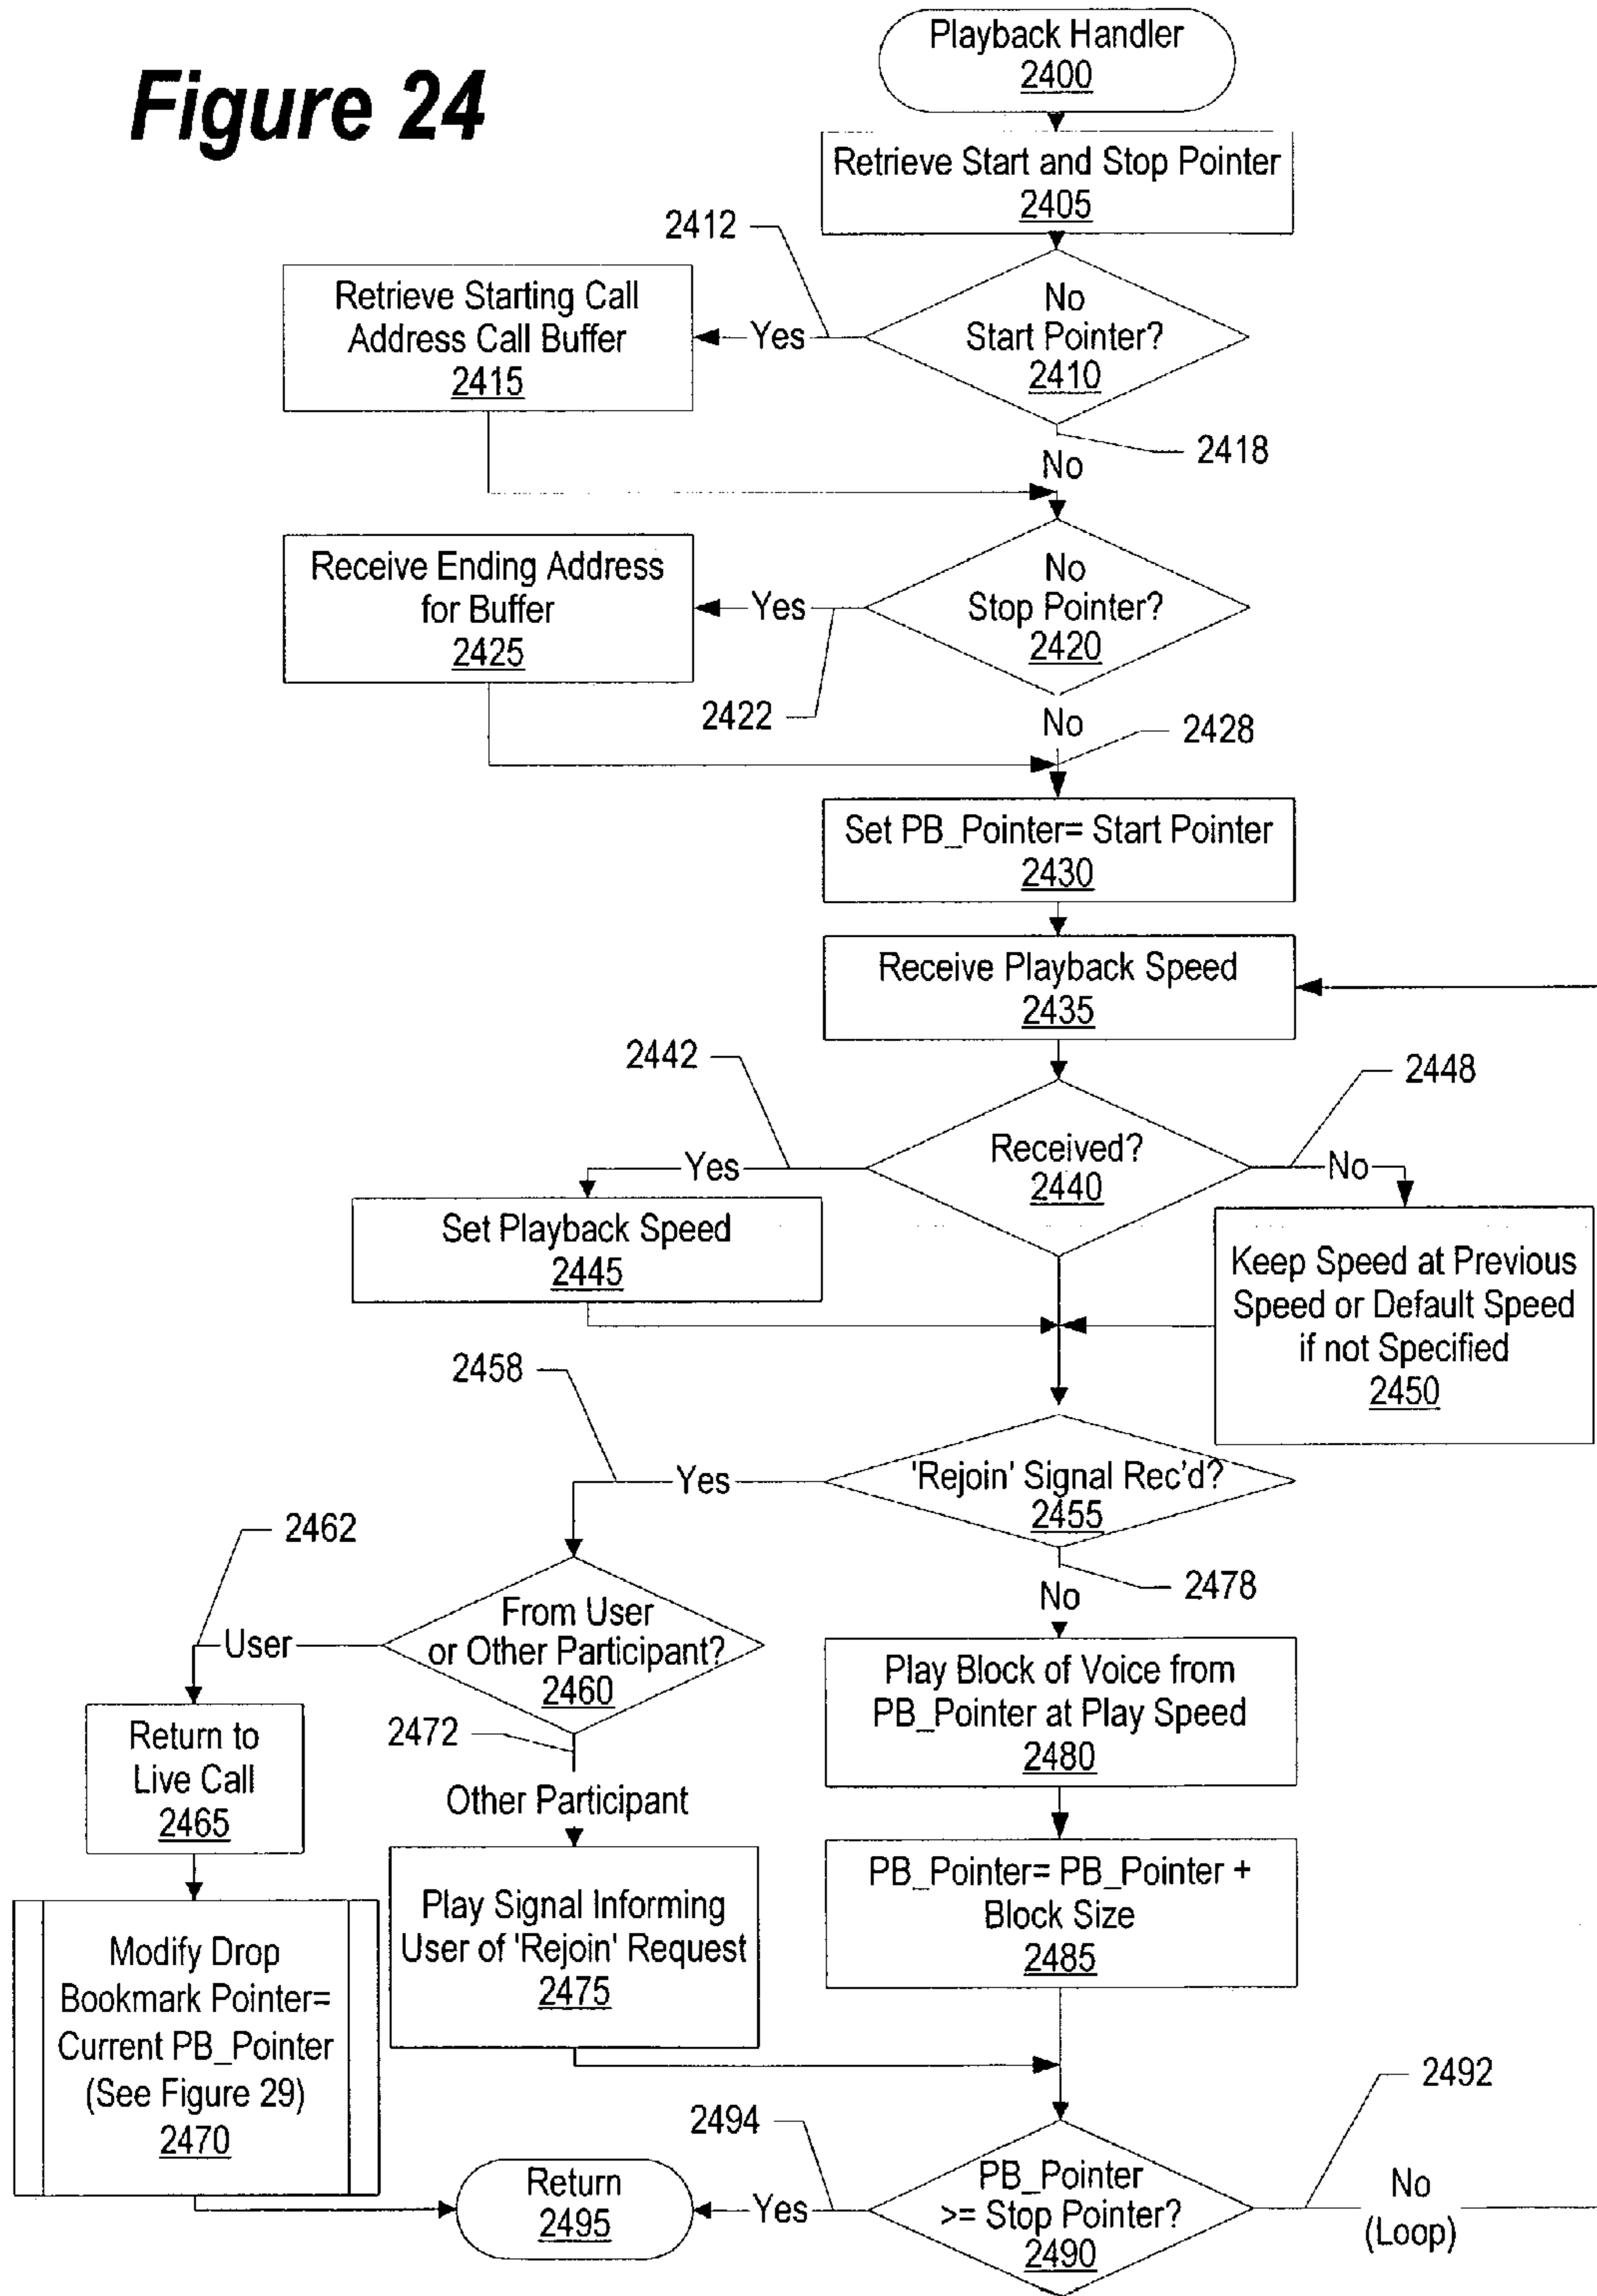 Figure 24
Playback Handler
2400
Retrieve Start and Stop Pointer
2405
2412
Retrieve Starting Call
Address Call Buffer
2415
Yes
No
Start Pointer?
2410
2418
No
Receive Ending Address
for Buffer
2425
Yes
No
Stop Pointer?
2420
2422
No
2428
Set PB_Pointer= Start Pointer
2430
Receive Playback Speed
2435
2442
2448
Yes
Received?
2440
No
Set Playback Speed
2445
Keep Speed at Previous
Speed or Default Speed
if not Specified
2450
2458
Yes
'Rejoin' Signal Rec'd?
2455
2462
2478
No
User
From User
or Other Participant?
2460
2472
Other Participant
Return to
Live Call
2465
Play Block of Voice from
PB_Pointer at Play Speed
2480
Modify Drop
Bookmark Pointer=
Current PB_Pointer
(See Figure 29)
2470
Play Signal Informing
User of 'Rejoin' Request
2475
PB_Pointer= PB_Pointer +
Block Size
2485
2494
2492
Return
2495
Yes
PB_Pointer
>= Stop Pointer?
2490
No
(Loop)